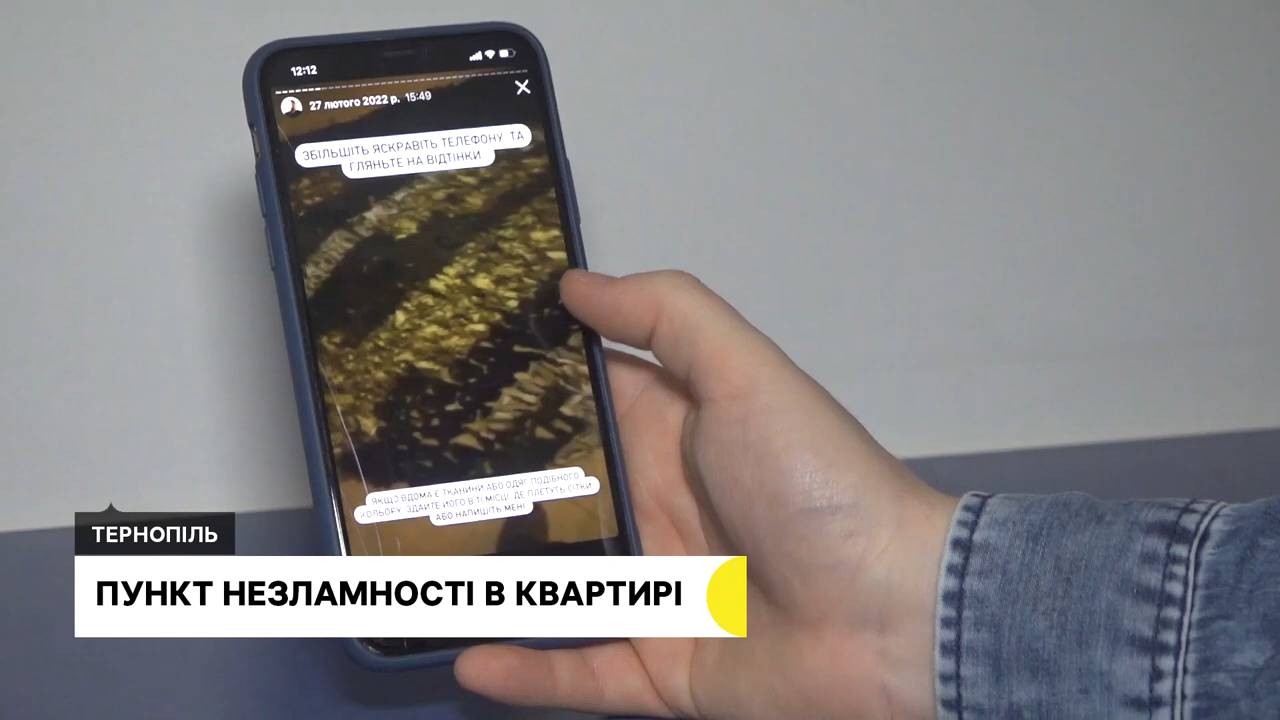 12:12
27 лютого 2022 р. 15:49
ЗБІЛЬШІТЬ ЯСКРАВІТЬ ТЕЛЕФОНУ ТА
ГЛЯНЬТЕ НА ВІДТІНКИ
ЯКЩО ВДОМА Є ТКАНИНИ АБО ОДЯГ ПОДІБНОГО
КОЛЬОРУ, ЗДАЙТЕ ЙОГО В ТІ МІСЦІ, ДЕ ПЛЕТУТЬ СІТКИ
АБО НАПИШІТЬ МЕНІ
ТЕРНОПІЛЬ
ПУНКТ НЕЗЛАМНОСТІ В КВАРТИРІ